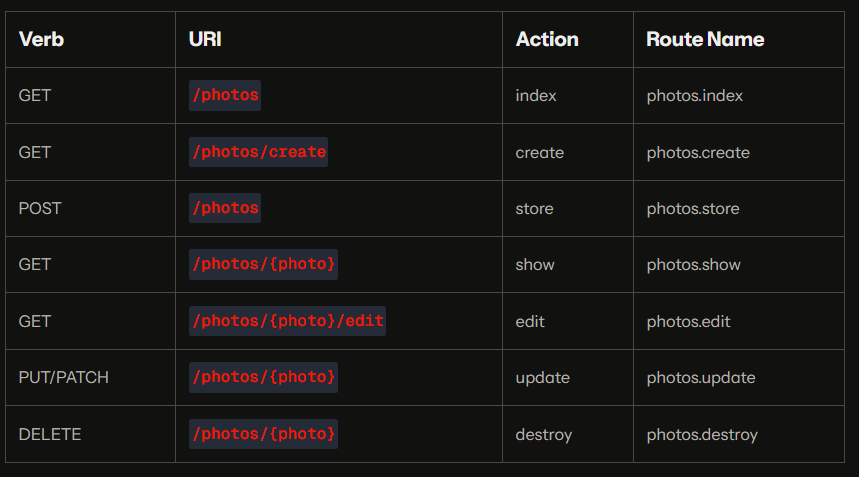 Verb URI Action Route Name
GET /photos index photos.index
GET /photos/create create photos.create
POST /photos store photos.store
GET /photos/{photo} show photos.show
GET /photos/{photo}/edit edit photos.edit
PUT/PATCH /photos/{photo} update photos.update
DELETE /photos/{photo} destroy photos.destroy